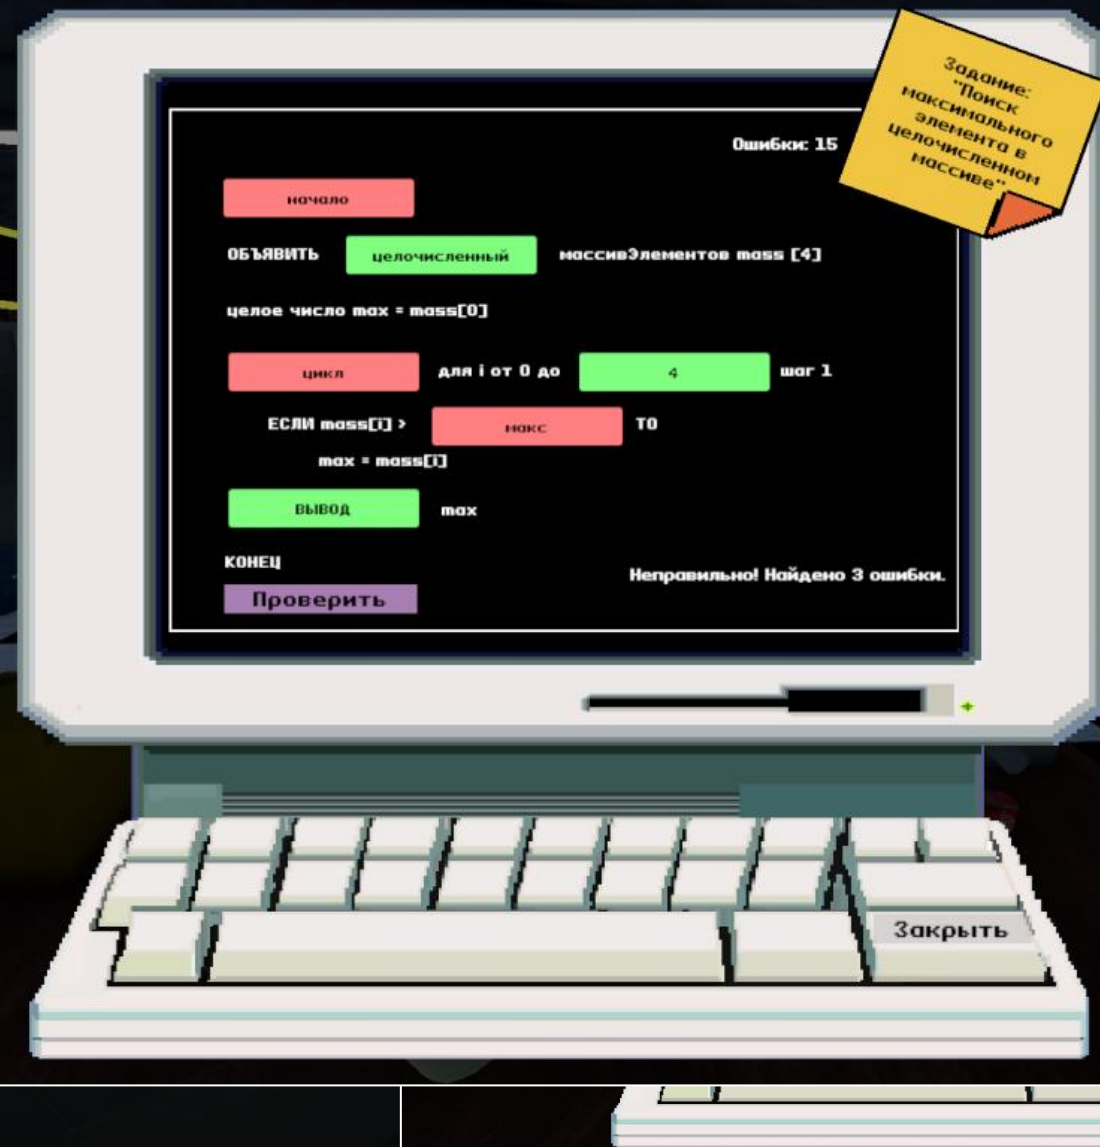 Задание:
"Поиск
максимального
элемента в
целочисленном
массиве"
Ошибки: 15
начало
ОБЪЯВИТЬ целочисленный массивЭлементов mass [4]
целое число max = mass[0]
цикл для i от 0 до 4 шаг 1
ЕСЛИ mass[i] > макс ТО
max = mass[i]
ВЫВОД max
КОНЕЦ
Неправильно! Найдено 3 ошибки.
Проверить
Закрыть